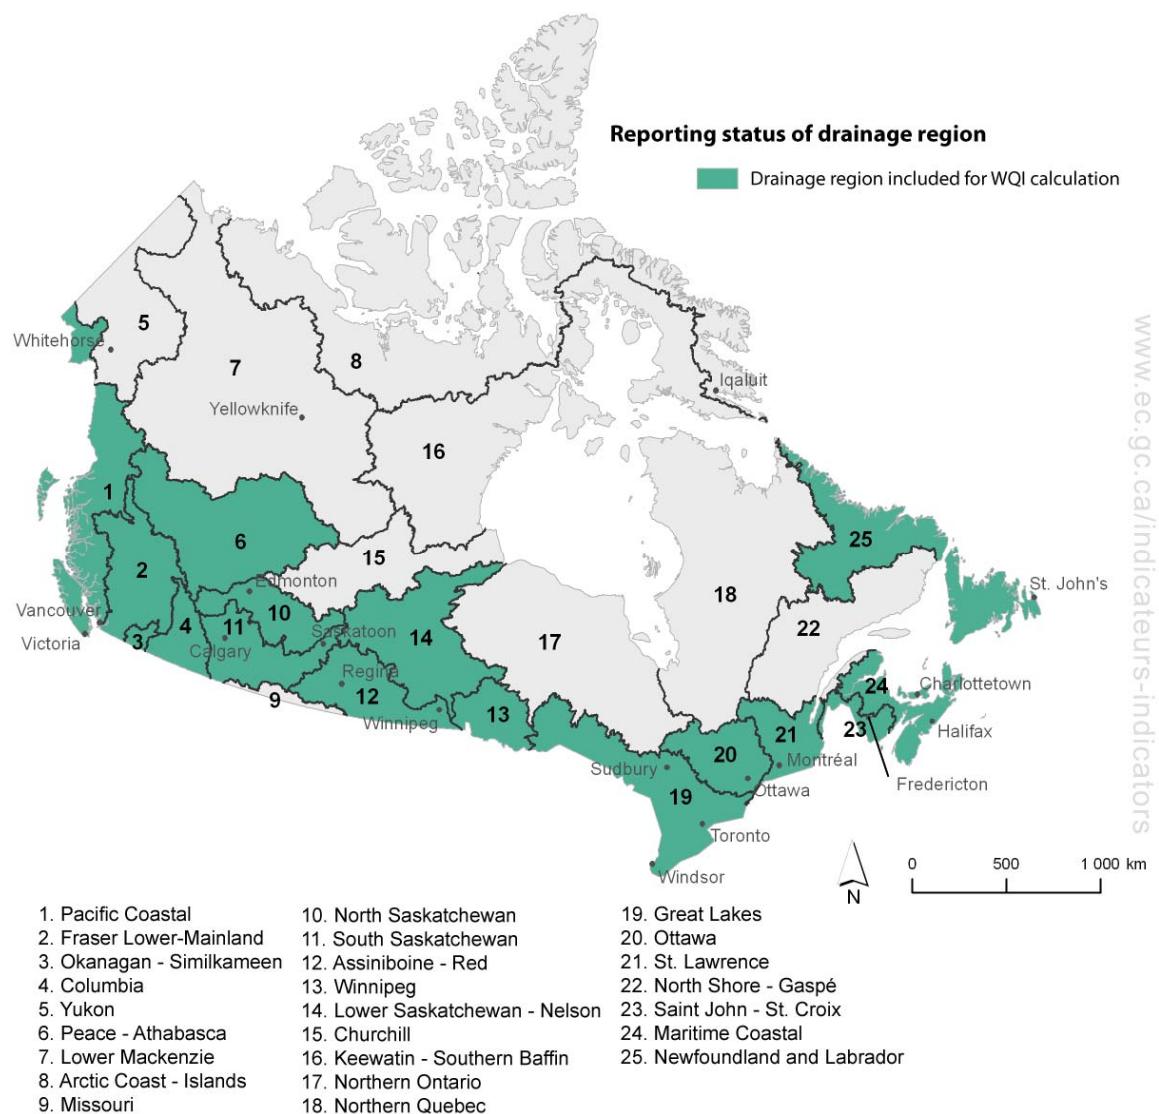 Reporting status of drainage region
Drainage region included for WQI calculation
5
Whitehorse
7
8
Iqaluit
Yellowknife
16
1
6
25
15
2
Edmonton
St. John's
18
Vancouver
10
22
3
4
11
Saskatoon
14
17
Victoria
Calgary
Regina
24
Charlottetown
9
12
13
Winnipeg
23
Halifax
21
20
Sudbury
Montréal
Fredericton
Ottawa
19
Toronto
Windsor
N
0 500 1 000 km
www.ec.gc.ca/indicateurs-indicators
1. Pacific Coastal
2. Fraser Lower-Mainland
3. Okanagan - Similkameen
4. Columbia
5. Yukon
6. Peace - Athabasca
7. Lower Mackenzie
8. Arctic Coast - Islands
9. Missouri
10. North Saskatchewan
11. South Saskatchewan
12. Assiniboine - Red
13. Winnipeg
14. Lower Saskatchewan - Nelson
15. Churchill
16. Keewatin - Southern Baffin
17. Northern Ontario
18. Northern Quebec
19. Great Lakes
20. Ottawa
21. St. Lawrence
22. North Shore - Gaspé
23. Saint John - St. Croix
24. Maritime Coastal
25. Newfoundland and Labrador